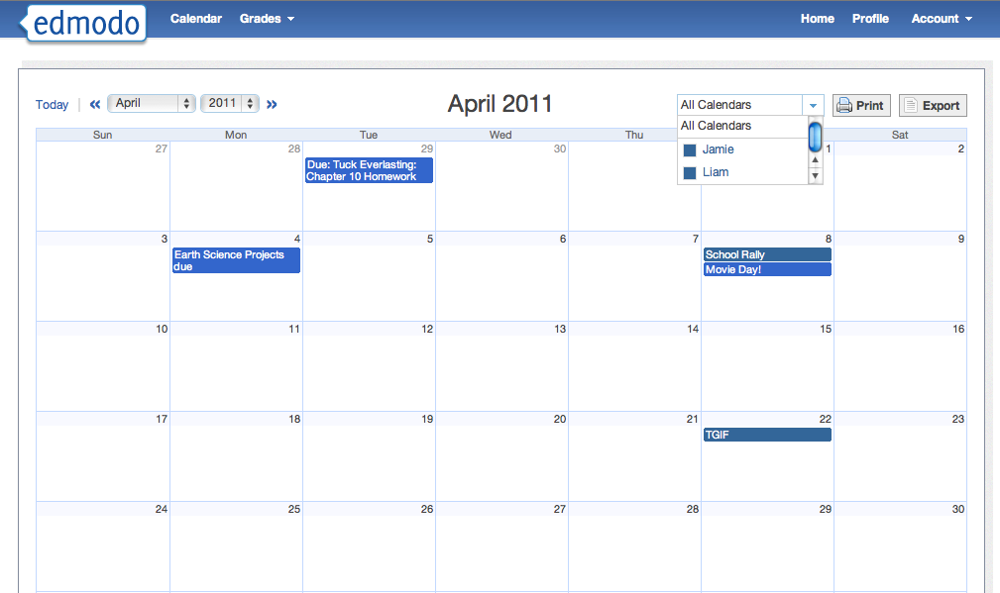 edmodo
Calendar Grades
Home Profile Account
Today « April 2011 »
April 2011
All Calendars
Print
Export
All Calendars
Jamie
Liam
Sun Mon Tue Wed Thu Sat
27 28 29 30 1 2
Due: Tuck Everlasting:
Chapter 10 Homework
3 4 5 6 7 8 9
Earth Science Projects
due
School Rally
Movie Day!
10 11 12 13 14 15 16
17 18 19 20 21 22 23
TGIF
24 25 26 27 28 29 30